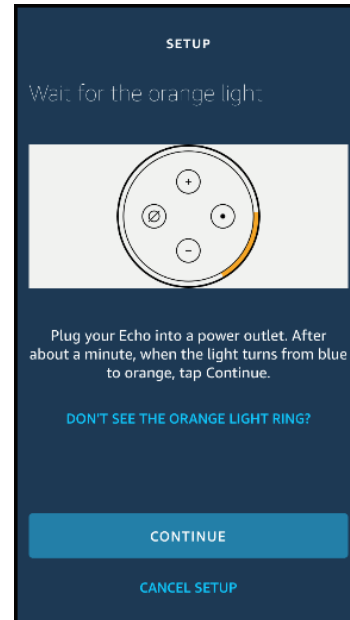 SETUP
Wait for the orange light
+
-
Plug your Echo into a power outlet. After
about a minute, when the light turns from blue
to orange, tap Continue.
DON'T SEE THE ORANGE LIGHT RING?
CONTINUE
CANCEL SETUP